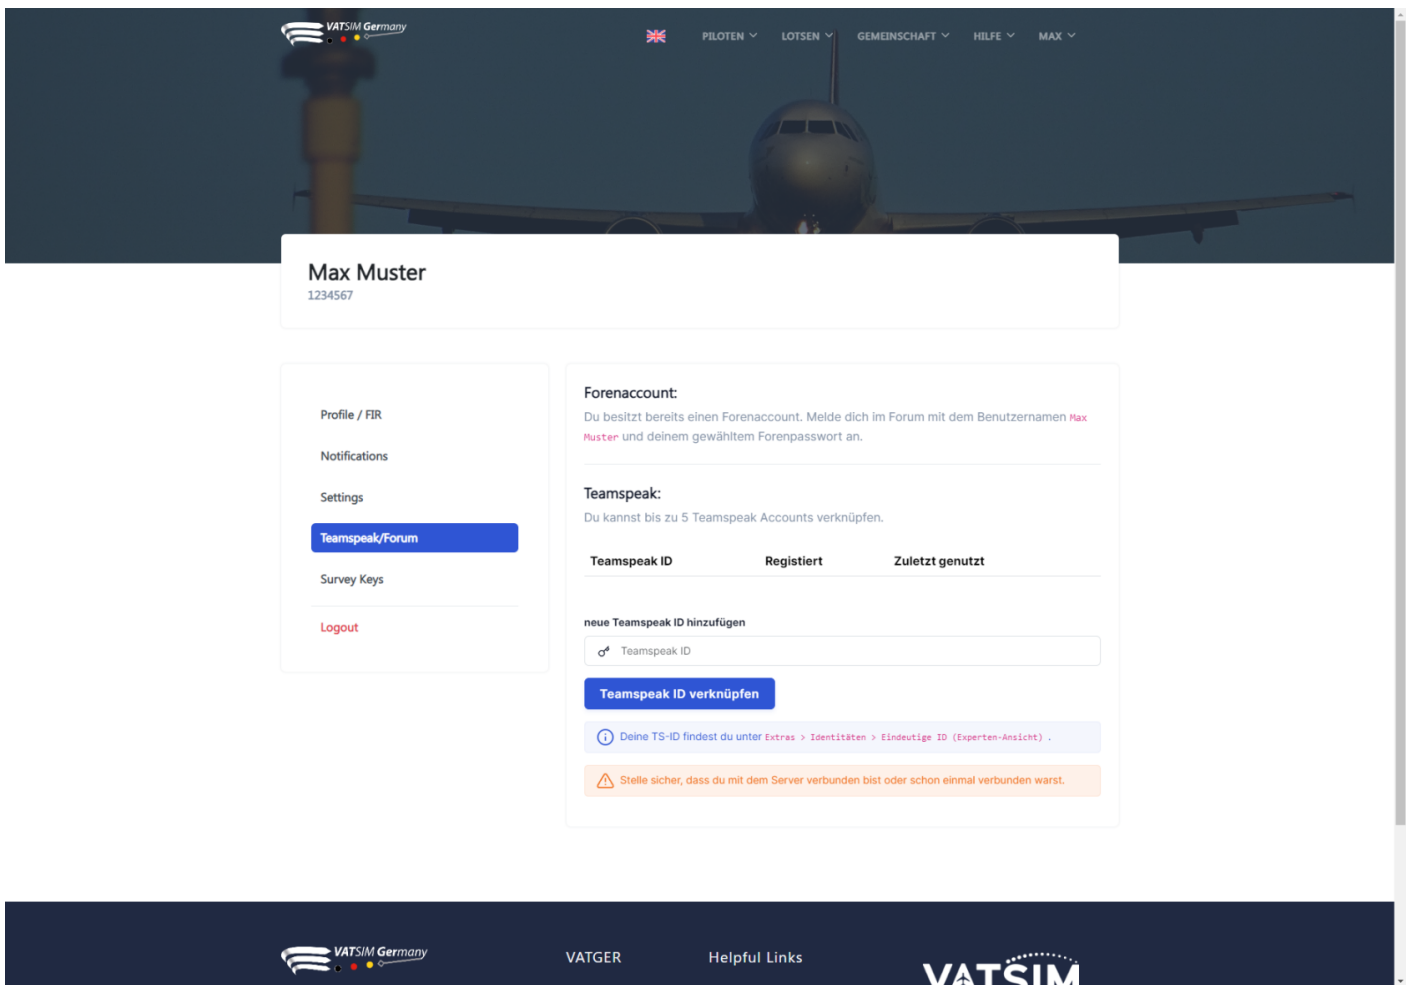 VATSIM Germany
PILOTEN LOTSEN GEMEINSCHAFT HILFE MAX
Max Muster
1234567
Profile / FIR
Notifications
Settings
Teamspeak/Forum
Survey Keys
Logout
Forenaccount:
Du besitzt bereits einen Forenaccount. Melde dich im Forum mit dem Benutzernamen Max
Muster und deinem gewähltem Forenpasswort an.
Teamspeak:
Du kannst bis zu 5 Teamspeak Accounts verknüpfen.
Teamspeak ID Registiert Zuletzt genutzt
neue Teamspeak ID hinzufügen
Teamspeak ID
Teamspeak ID verknüpfen
Deine TS-ID findest du unter Extras > Identitäten > Eindeutige ID (Experten-Ansicht) .
Stelle sicher, dass du mit dem Server verbunden bist oder schon einmal verbunden warst.
VATSIM Germany
VATGER
Helpful Links
VATSIM